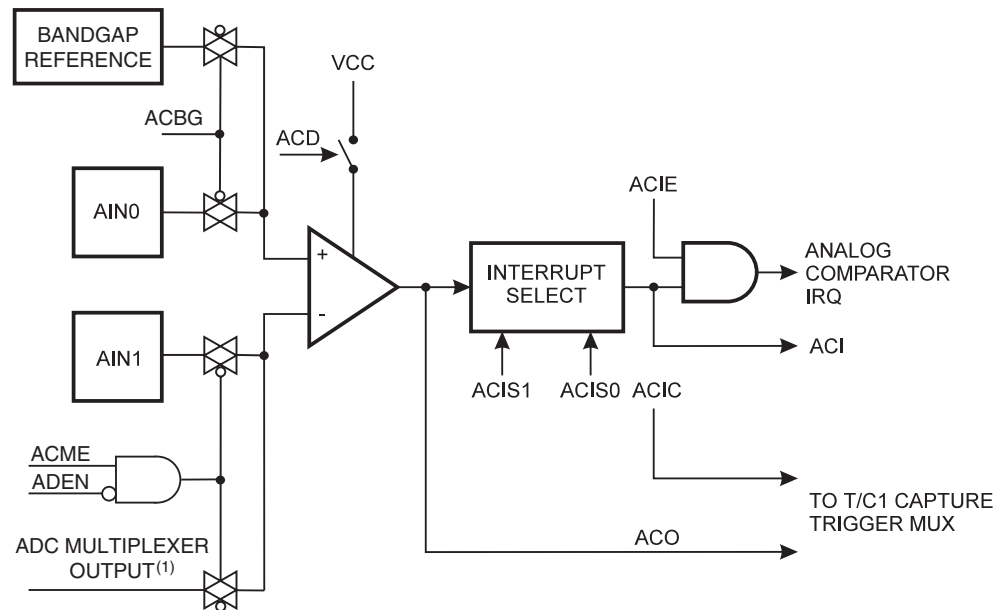 BANDGAP
REFERENCE
VCC
ACBG
ACD
AIN0
ACIE
+
-
INTERRUPT
SELECT
ANALOG
COMPARATOR
IRQ
AIN1
ACI
ACIS1
ACIS0
ACIC
ACME
ADEN
TO T/C1 CAPTURE
TRIGGER MUX
ACO
ADC MULTIPLEXER
OUTPUT(1)